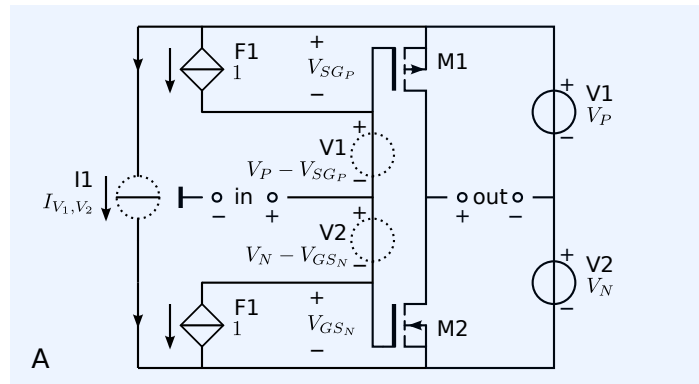 F1
1
+
V_{SG_P}
−
M1
+
V1
V_P
−
+
V1
V_P − V_{SG_P}
−
I1
I_{V_1,V_2}
− in +
+ out −
+
V2
V_N − V_{GS_N}
−
+
V2
V_N
−
F1
1
+
V_{GS_N}
−
M2
A